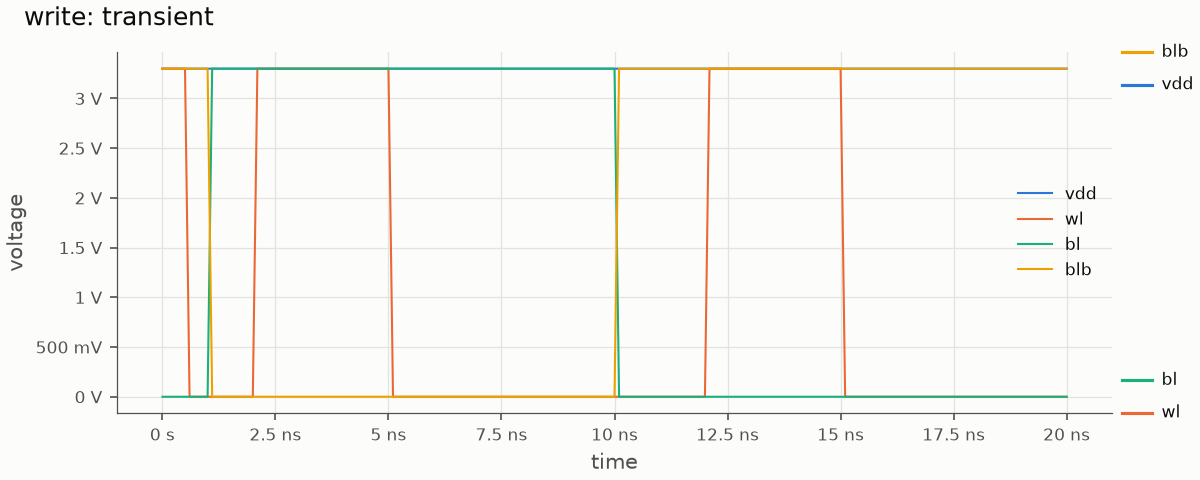 write: transient
blb
vdd
3 V
2.5 V
2 V
1.5 V
1 V
500 mV
0 V
voltage
vdd
wl
bl
blb
bl
wl
0 s
2.5 ns
5 ns
7.5 ns
10 ns
12.5 ns
15 ns
17.5 ns
20 ns
time